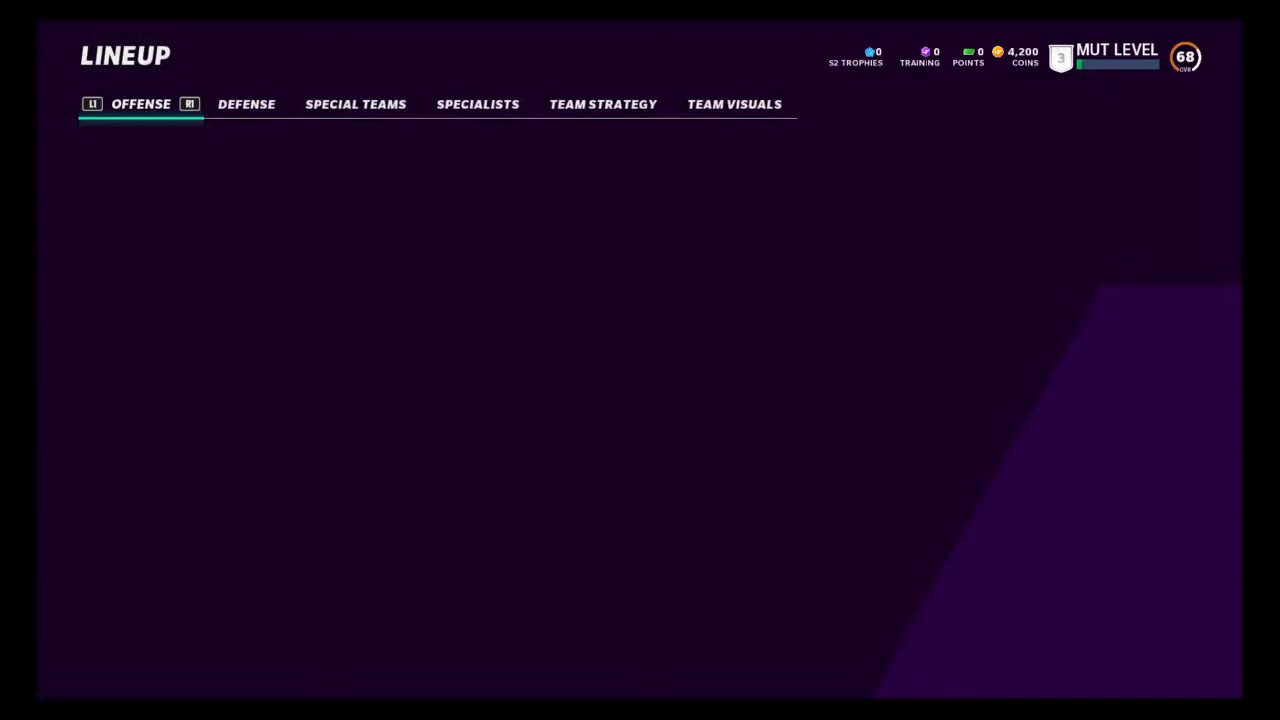 LINEUP
0 0 0 4,200
S2 TROPHIES TRAINING POINTS COINS
3 MUT LEVEL 68
OVR
L1 OFFENSE R1 DEFENSE SPECIAL TEAMS SPECIALISTS TEAM STRATEGY TEAM VISUALS